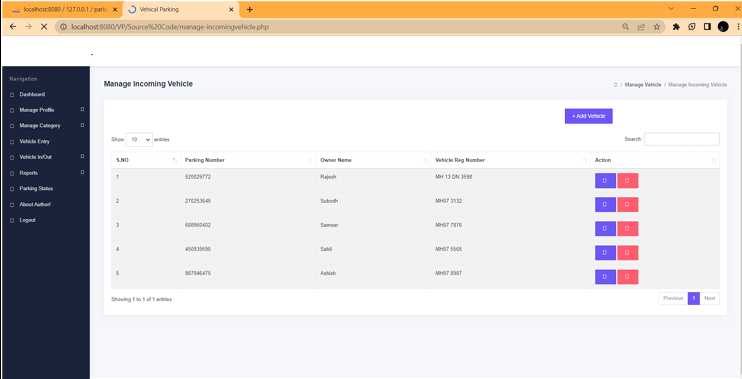 localhost:8080 / 127.0.0.1 / park
Vehical Parking
localhost:8080/VP/Source%20Code/manage-incomingvehicle.php
Navigation
Dashboard
Manage Profile
Manage Category
Vehicle Entry
Vehicle In/Out
Reports
Parking Status
About Author!
Logout
Manage Incoming Vehicle
/ Manage Vehicle / Manage Incoming Vehicle
+ Add Vehicle
Show 10 entries
Search:
S.NO Parking Number Owner Name Vehicle Reg Number Action
1 520829772 Rajesh MH 13 DN 3598
2 270253645 Subodh MH07 3132
3 688960402 Sameer MH07 7876
4 450939590 Sahil MH07 5565
5 987946475 Ashish MH07 8987
Showing 1 to 1 of 1 entries
Previous 1 Next